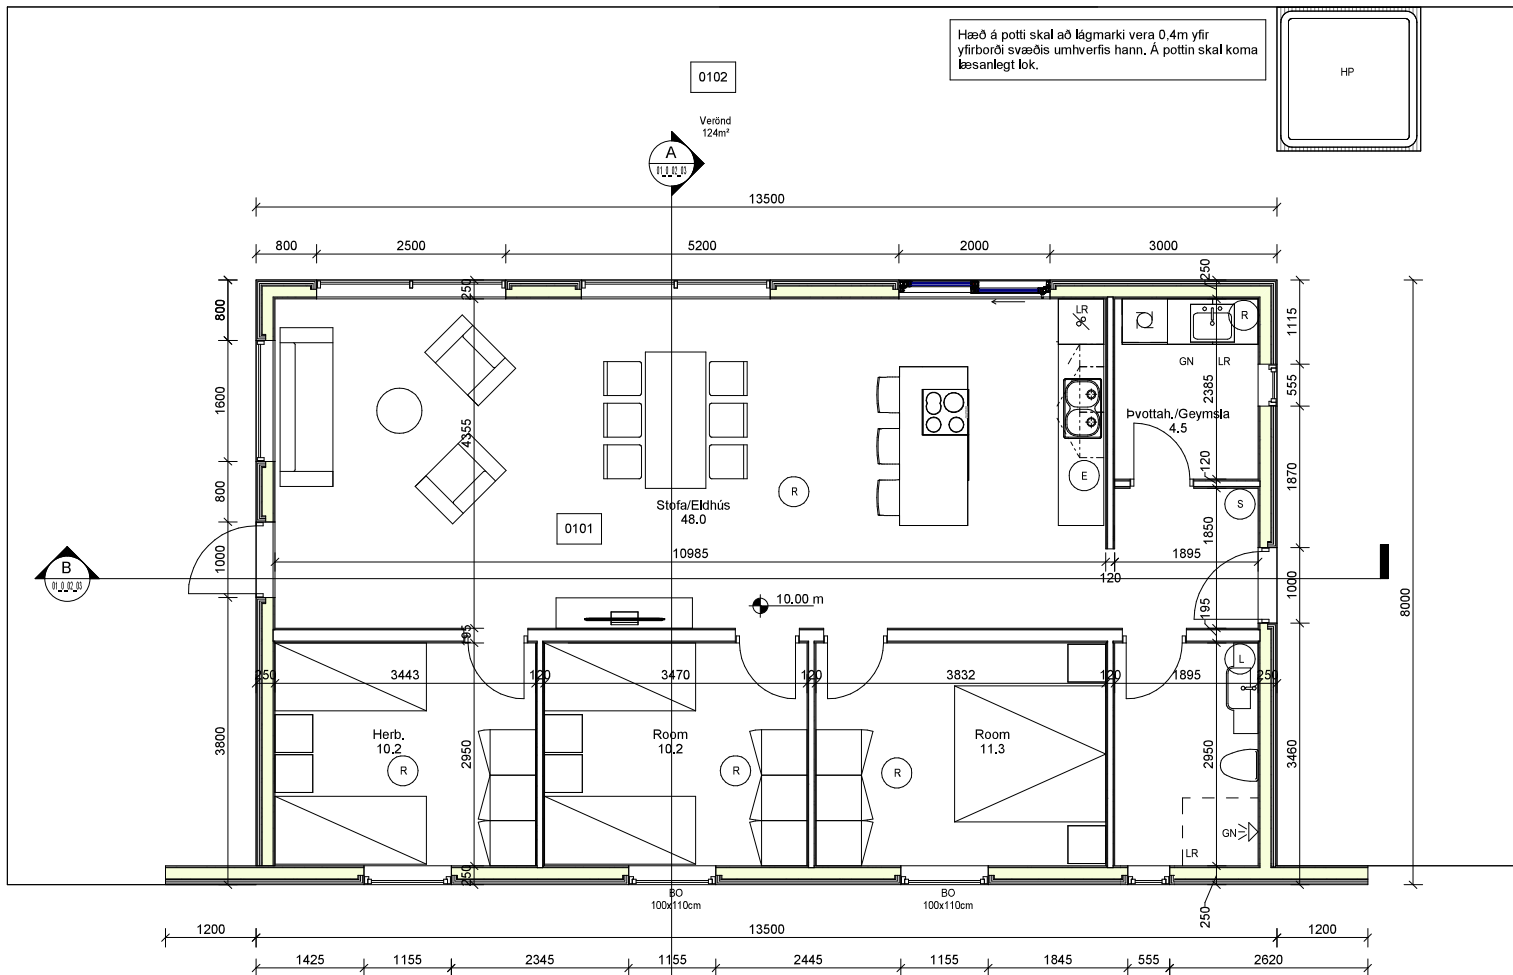 Hæð á potti skal að lágmarki vera 0,4m yfir
yfirborði svæðis umhverfis hann. Á pottin skal koma
læsanlegt lok.
HP
0102
Verönd
124m²
A
01_0_02_03
13500
800
2500
5200
2000
3000
250
250
800
1600
800
1000
3800
1115
555
1870
1000
3460
8000
LR
R
GN
LR
2385
4355
Þvottah./Geymsla
4.5
120
E
S
R
Stofa/Eldhús
48.0
0101
1850
10985
1895
120
B
01_0_02_03
10.00 m
195
195
L
250
3443
120
3470
120
3832
120
1895
250
Herb.
10.2
Room
10.2
Room
11.3
2950
2950
R
R
R
GN
LR
250
250
BO
100x110cm
BO
100x110cm
1200
13500
1200
1425
1155
2345
1155
2445
1155
1845
555
2620